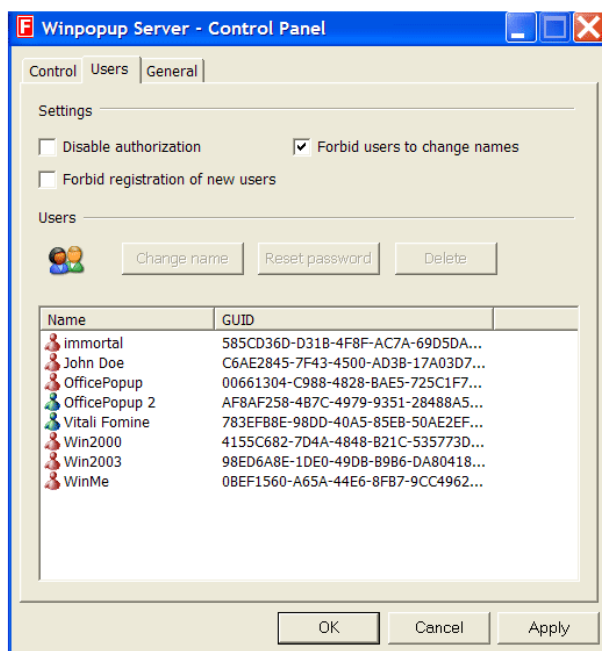 F Winpopup Server - Control Panel
Control Users General
Settings
Disable authorization Forbid users to change names
Forbid registration of new users
Users
Change name Reset password Delete
Name GUID
immortal 585CD36D-D31B-4F8F-AC7A-69D5DA...
John Doe C6AE2845-7F43-4500-AD3B-17A03D7...
OfficePopup 00661304-C988-4828-BAE5-725C1F7...
OfficePopup 2 AF8AF258-4B7C-4979-9351-28488A5...
Vitali Fomine 783EFB8E-98DD-40A5-85EB-50AE2EF...
Win2000 4155C682-7D4A-4848-B21C-535773D...
Win2003 98ED6A8E-1DE0-49DB-B9B6-DA80418...
WinMe 0BEF1560-A65A-44E6-8FB7-9CC4962...
OK Cancel Apply